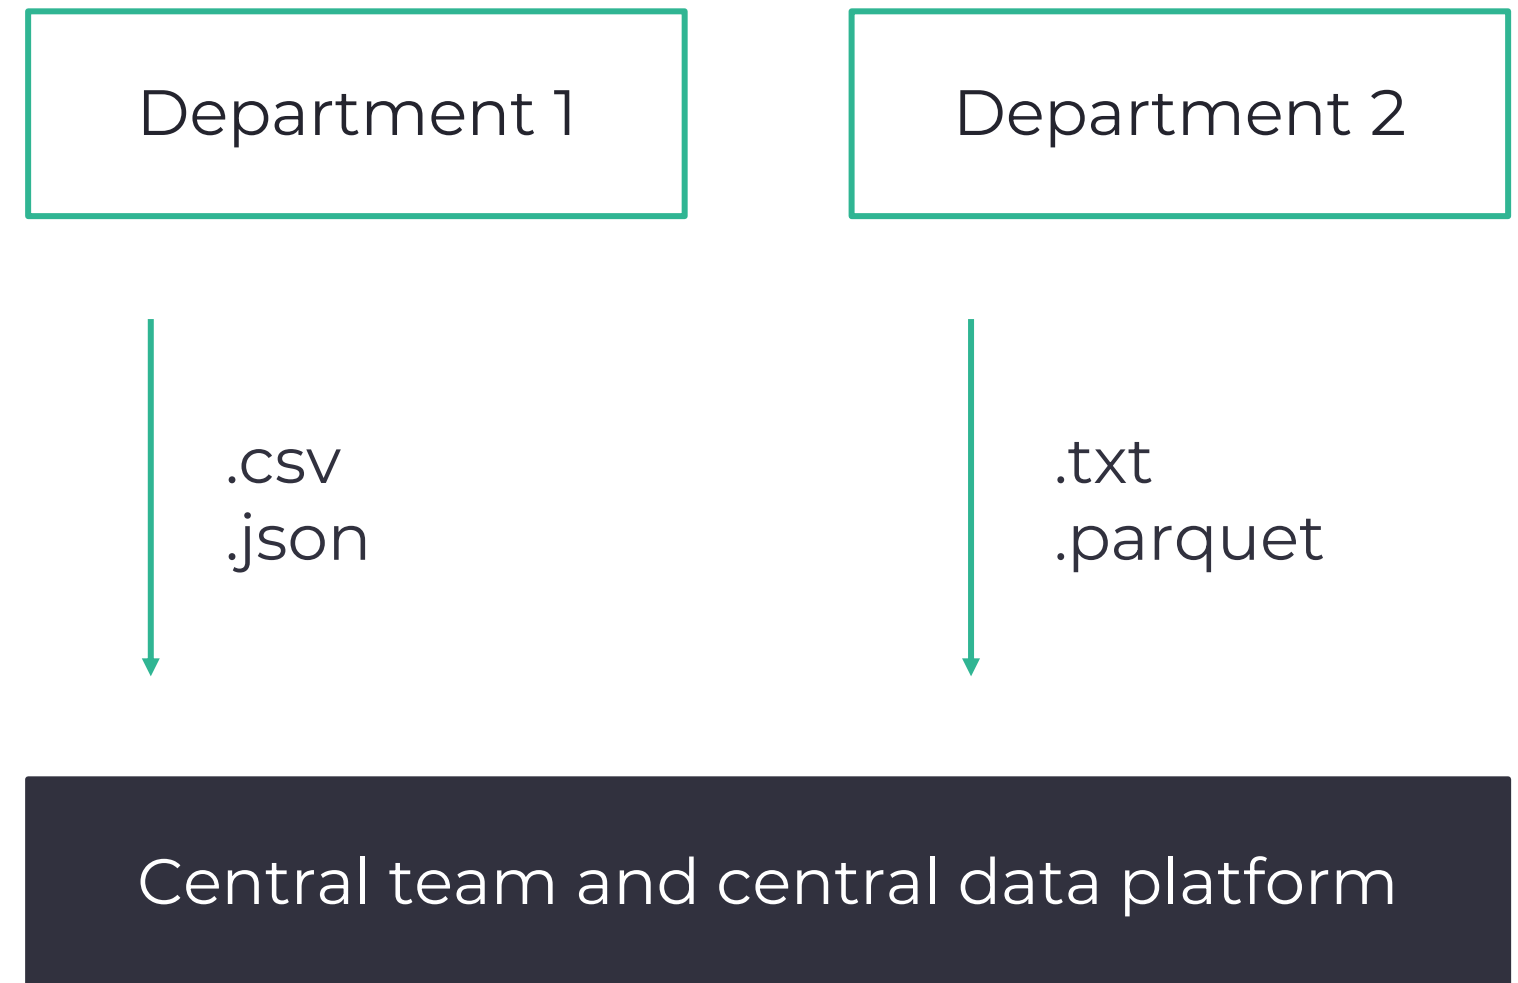 Department 1
Department 2
.csv
.json
.txt
.parquet
Central team and central data platform